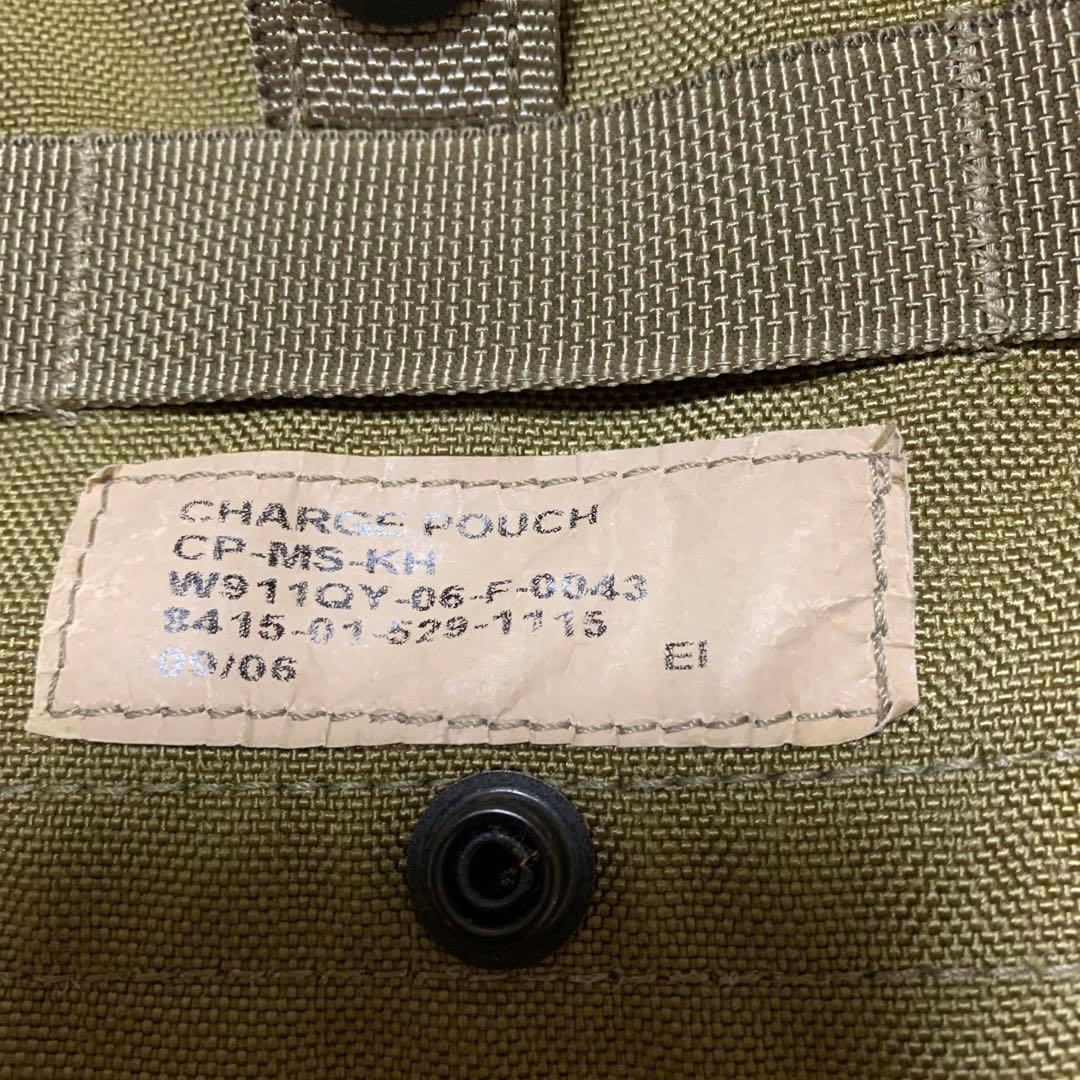 CHARGE POUCH
CP-MS-KH
W911QY-06-F-0043
8415-01-529-1115
09/06 EI